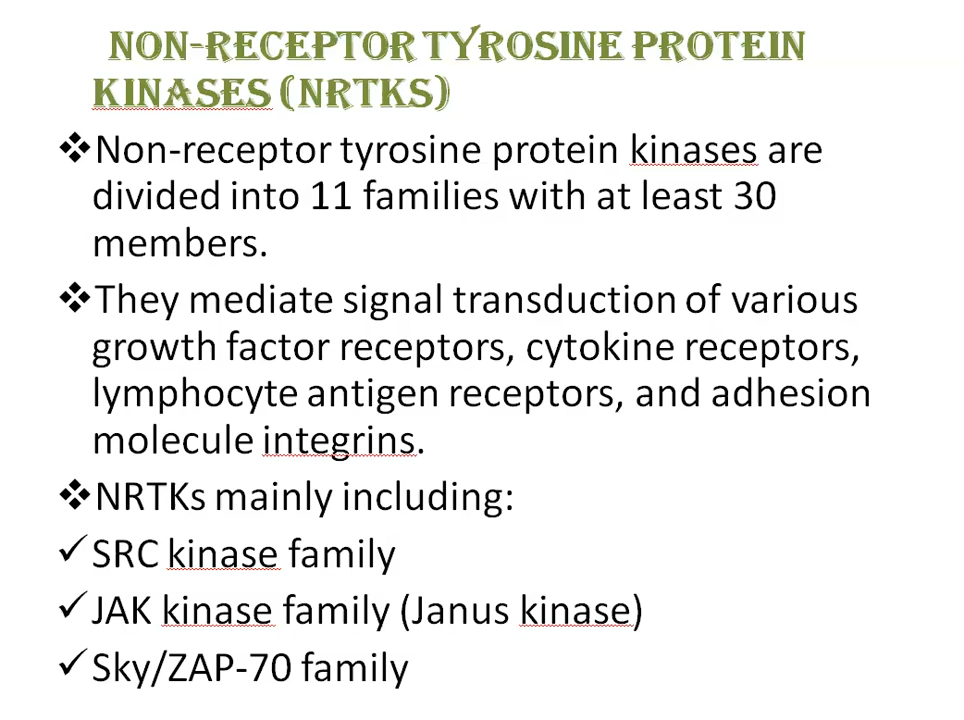 NON-RECEPTOR TYROSINE PROTEIN
KINASES (NRTKS)
❖Non-receptor tyrosine protein kinases are
divided into 11 families with at least 30
members.
❖They mediate signal transduction of various
growth factor receptors, cytokine receptors,
lymphocyte antigen receptors, and adhesion
molecule integrins.
❖NRTKs mainly including:
✓SRC kinase family
✓JAK kinase family (Janus kinase)
✓Sky/ZAP-70 family